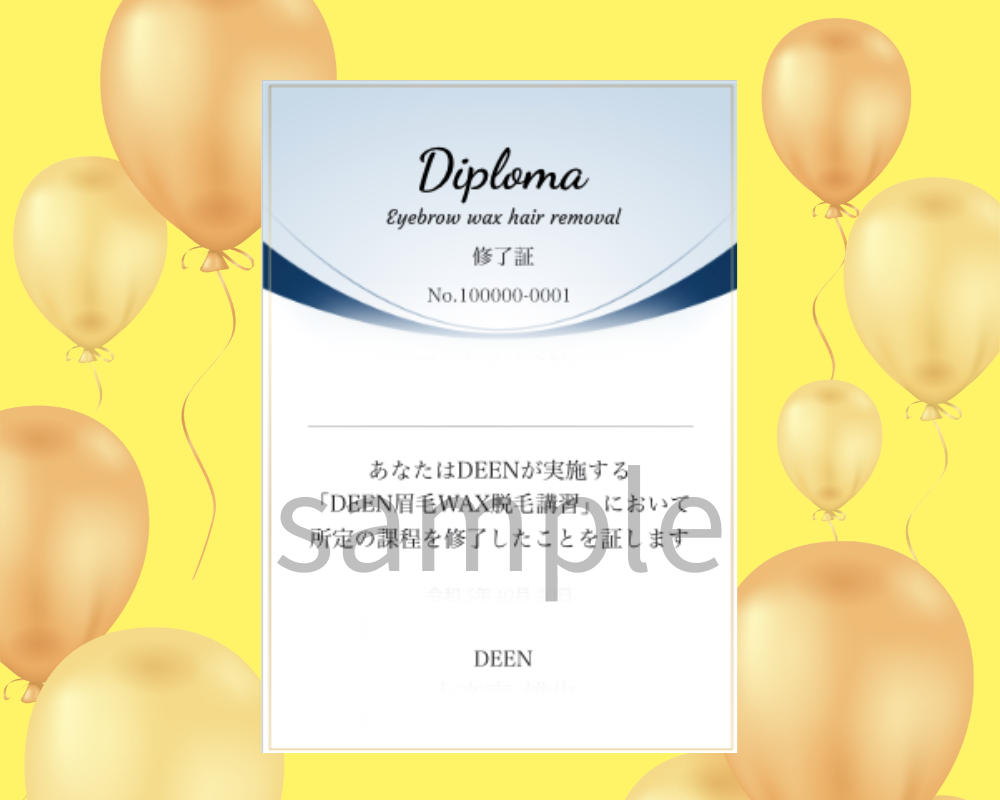 Diploma
Eyebrow wax hair removal
修了証
No.100000-0001
あなたはDEENが実施する
「DEEN眉毛WAX脱毛講習」において
所定の課程を修了したことを証します
sample
DEEN